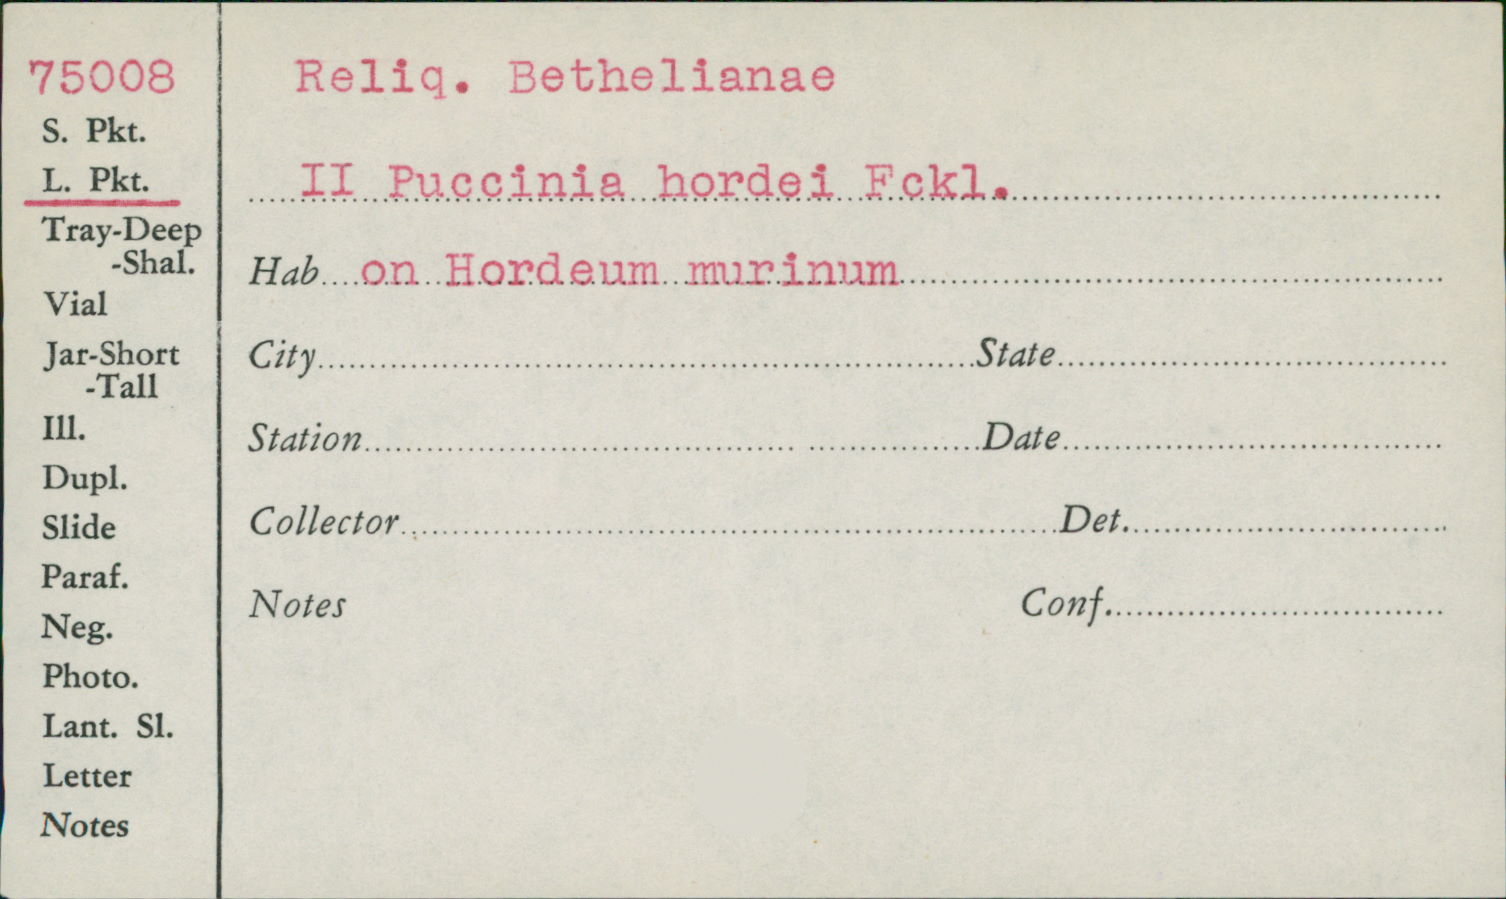 75008
S. Pkt.
L. Pkt.
Tray-Deep
-Shal.
Vial
Jar-Short
-Tall
Ill.
Dupl.
Slide
Paraf.
Neg.
Photo.
Lant. Sl.
Letter
Notes
Reliq. Bethelianae
II Puccinia hordei Fckl.
Hab on Hordeum murinum
City State
Station Date
Collector Det.
Notes Conf.